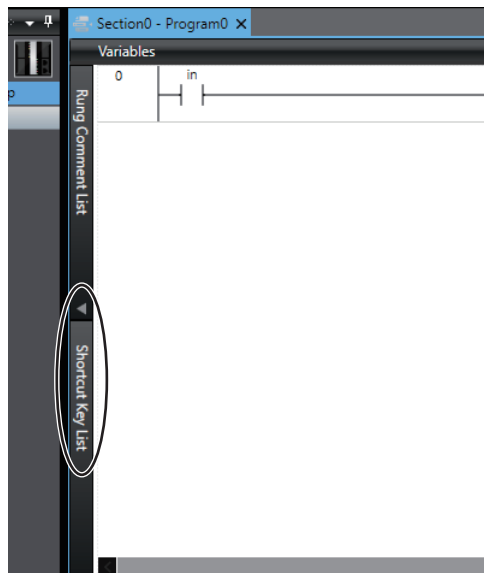 Section0 - Program0
Variables
0
in
p
Rung Comment List
Shortcut Key List